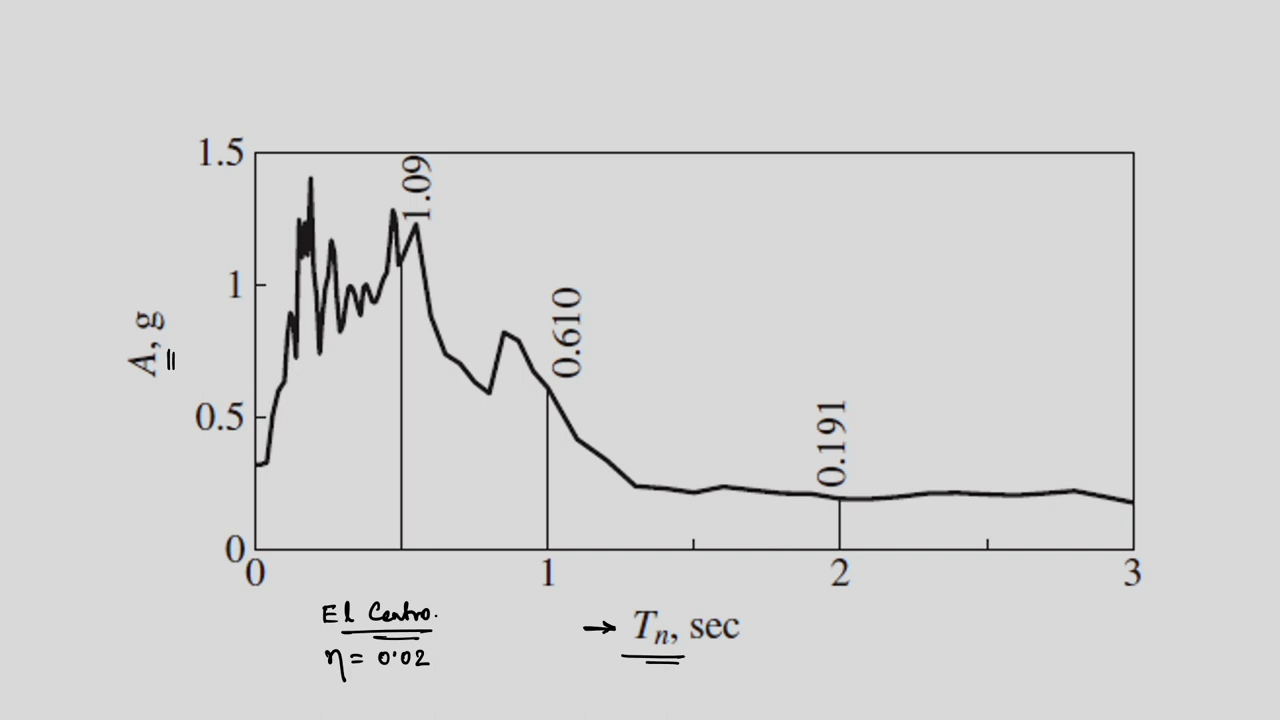 1.5
1
0.5
0
A, g
1.09
0.610
0.191
0 1 2 3
→ Tn, sec
El Centro.
η = 0.02